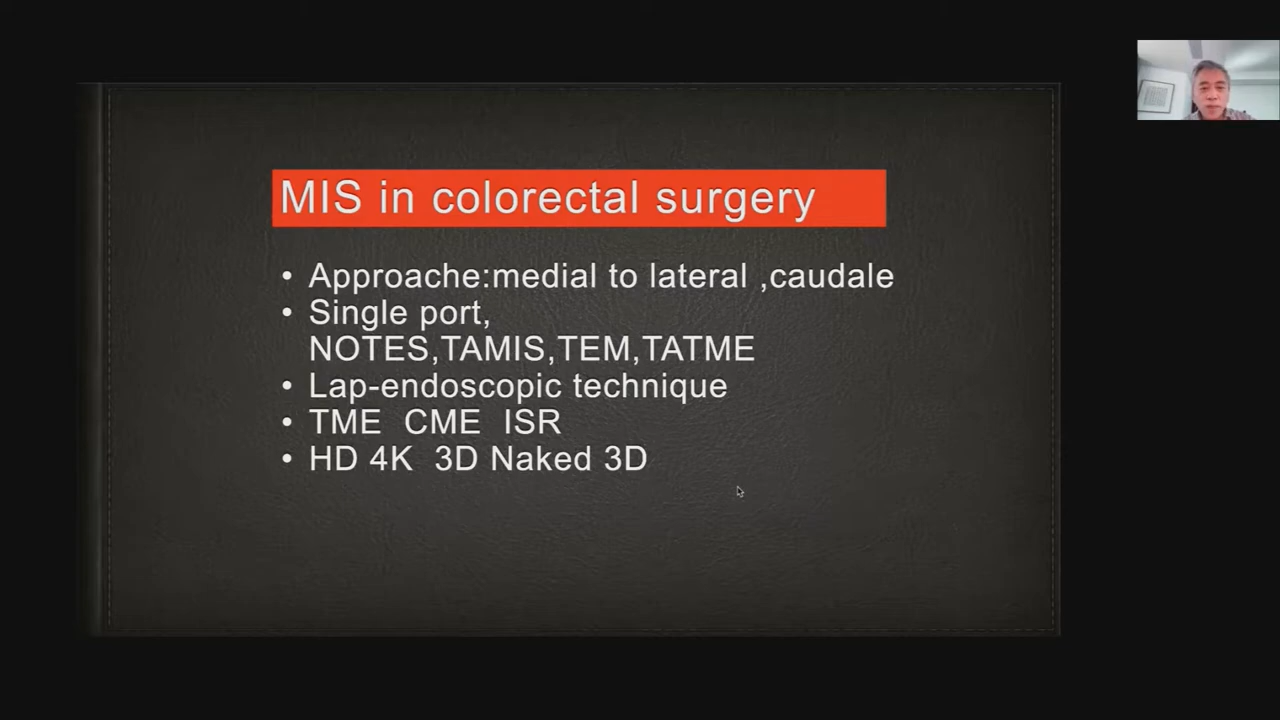 MIS in colorectal surgery
• Approache:medial to lateral ,caudale
• Single port,
NOTES,TAMIS,TEM,TATME
• Lap-endoscopic technique
• TME CME ISR
• HD 4K 3D Naked 3D